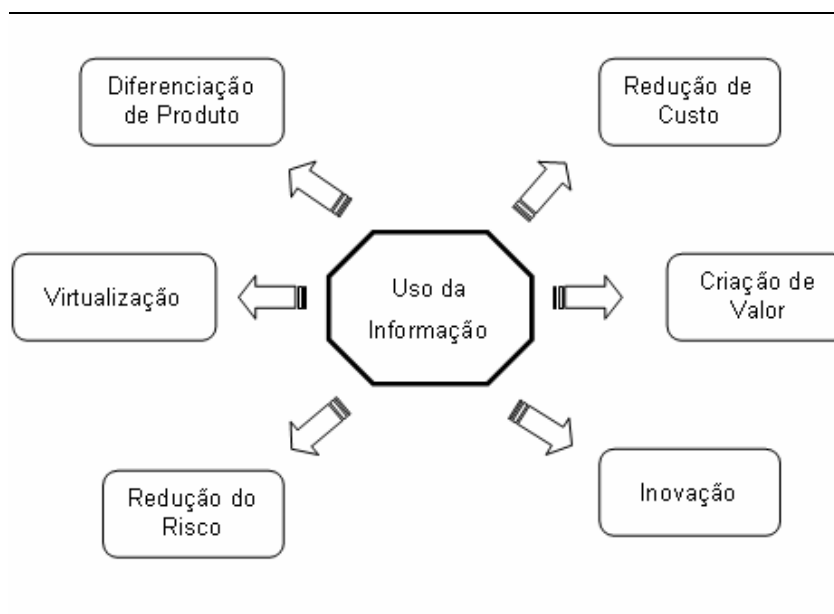 Diferenciação
de Produto
Redução de
Custo
Virtualização
Uso da
Informação
Criação de
Valor
Redução do
Risco
Inovação